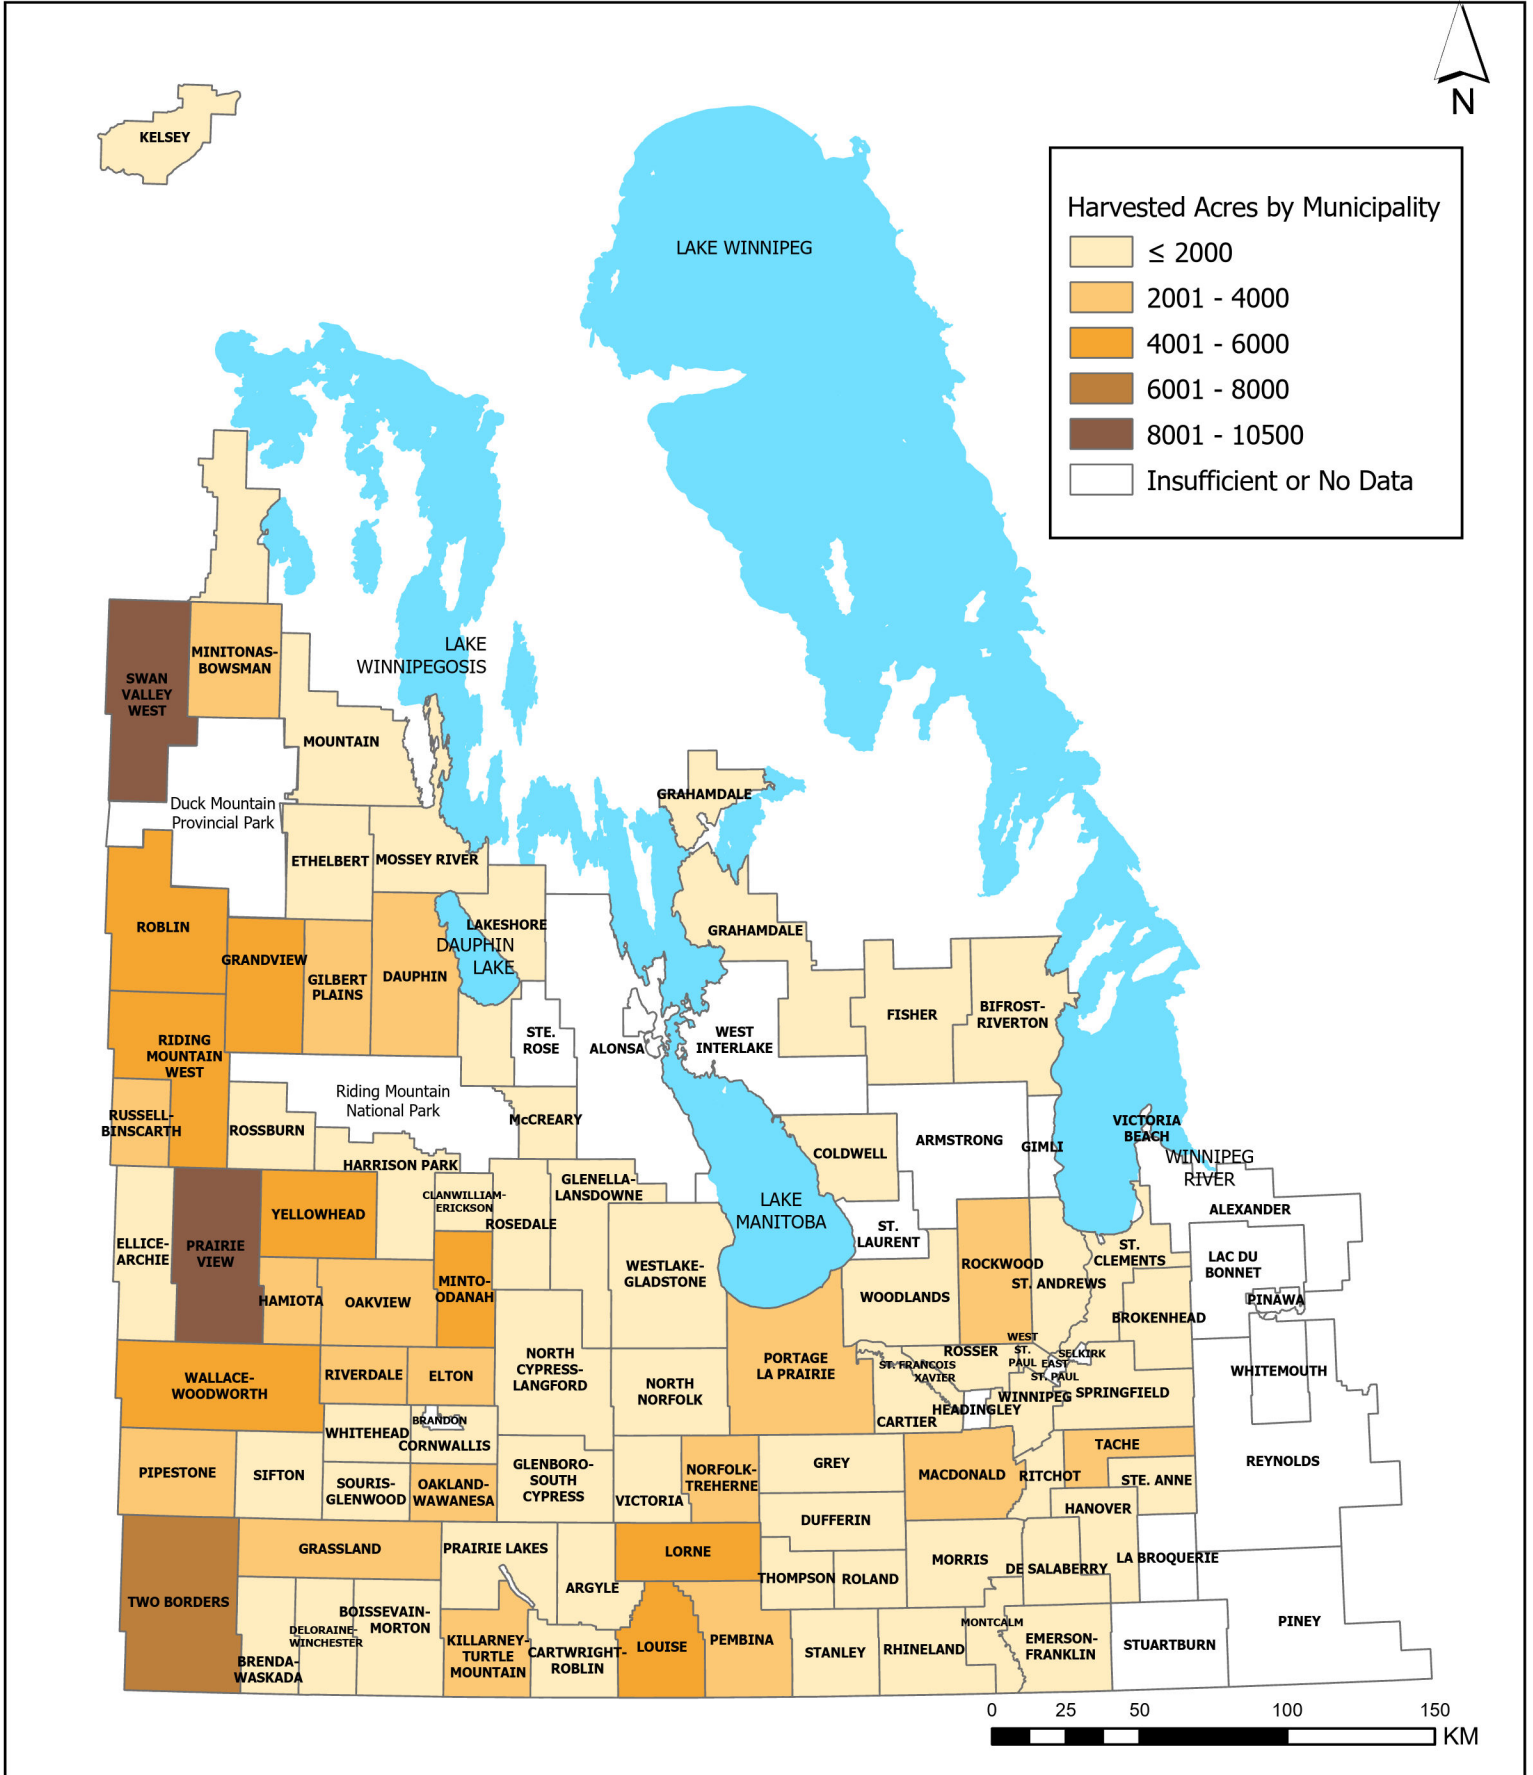 N
KELSEY
LAKE WINNIPEG
Harvested Acres by Municipality
≤ 2000
2001 - 4000
4001 - 6000
6001 - 8000
8001 - 10500
Insufficient or No Data
LAKE
WINNIPEGOSIS
MINITONAS-
BOWSMAN
SWAN
VALLEY
WEST
MOUNTAIN
GRAHAMDALE
Duck Mountain
Provincial Park
ETHELBERT
MOSSEY RIVER
ROBLIN
GRANDVIEW
GILBERT
PLAINS
DAUPHIN
LAKESHORE
DAUPHIN
LAKE
GRAHAMDALE
FISHER
BIFROST-
RIVERTON
STE.
ROSE
ALONSA
WEST
INTERLAKE
RIDING
MOUNTAIN
WEST
Riding Mountain
National Park
RUSSELL-
BINSCARTH
ROSSBURN
McCREARY
HARRISON PARK
COLDWELL
ARMSTRONG
GIMLI
VICTORIA
BEACH
WINNIPEG
RIVER
CLANWILLIAM-
ERICKSON
ROSEDALE
GLENELLA-
LANSDOWNE
LAKE
MANITOBA
ST.
LAURENT
ALEXANDER
YELLOWHEAD
ELLICE-
ARCHIE
PRAIRIE
VIEW
WESTLAKE-
GLADSTONE
ROCKWOOD
ST. ANDREWS
ST.
CLEMENTS
LAC DU
BONNET
PINAWA
HAMIOTA
OAKVIEW
MINTO-
ODANAH
WOODLANDS
BROKENHEAD
WALLACE-
WOODWORTH
RIVERDALE
ELTON
NORTH
CYPRESS-
LANGFORD
NORTH
NORFOLK
PORTAGE
LA PRAIRIE
ST. FRANCOIS
XAVIER
ROSSER
WEST
ST.
PAUL
EAST
ST. PAUL
SELKIRK
WHITEMOUTH
WINNIPEG
SPRINGFIELD
HEADINGLEY
CARTIER
WHITEHEAD
BRANDON
CORNWALLIS
PIPESTONE
SIFTON
SOURIS-
GLENWOOD
OAKLAND-
WAWANESA
GLENBORO-
SOUTH
CYPRESS
VICTORIA
NORFOLK-
TREHERNE
GREY
MACDONALD
RITCHOT
TACHE
STE. ANNE
REYNOLDS
HANOVER
DUFFERIN
GRASSLAND
PRAIRIE LAKES
ARGYLE
LORNE
THOMPSON
ROLAND
MORRIS
DE SALABERRY
LA BROQUERIE
TWO BORDERS
BRENDA-
WASKADA
DELORAINE-
WINCHESTER
BOISSEVAIN-
MORTON
KILLARNEY-
TURTLE
MOUNTAIN
CARTWRIGHT-
ROBLIN
LOUISE
PEMBINA
STANLEY
RHINELAND
MONTCALM
EMERSON-
FRANKLIN
STUARTBURN
PINEY
0 25 50 100 150
KM